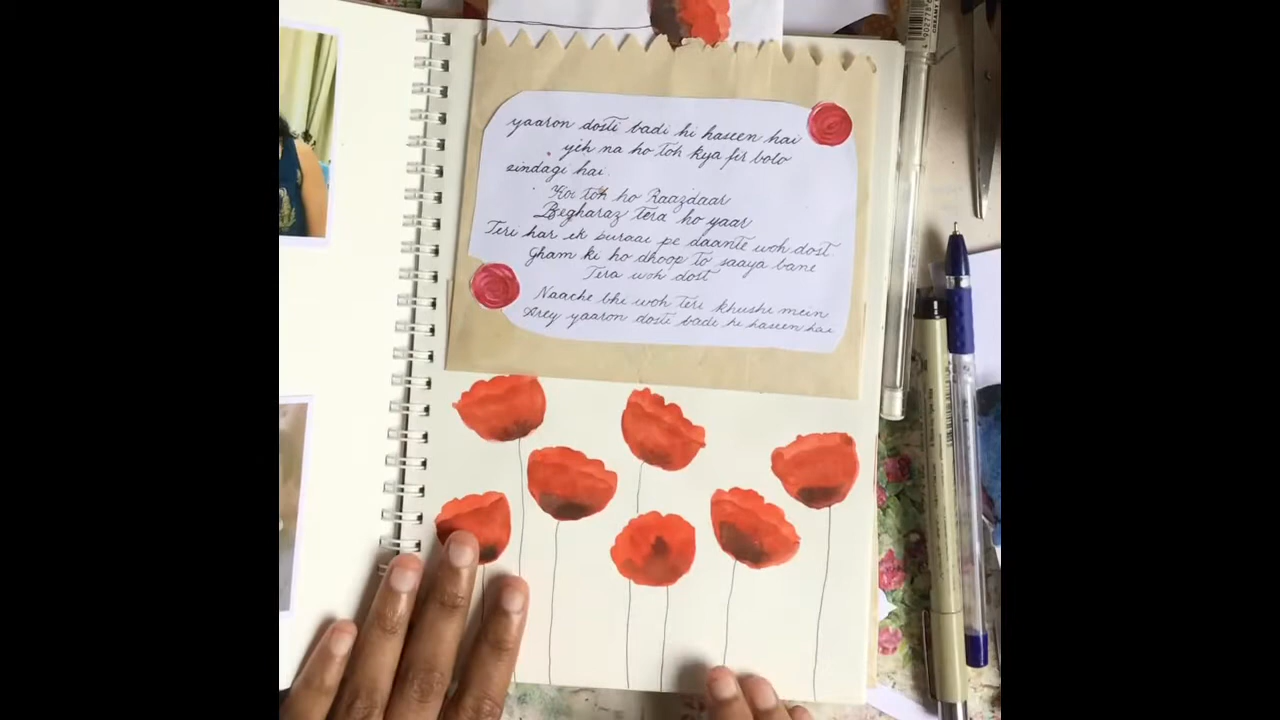 yaaron dosti badi hi haseen hai
yeh na ho toh kya fir bolo
zindagi hai.
Koi toh ho Raazdaar
Begharaz tera ho yaar
Teri har ek buraai pe daante woh dost
Gham ki ho dhoop to saaya bane
Tera woh dost
Naache bhi woh teri khushi mein
Arey yaaron dosti badi hi haseen hai